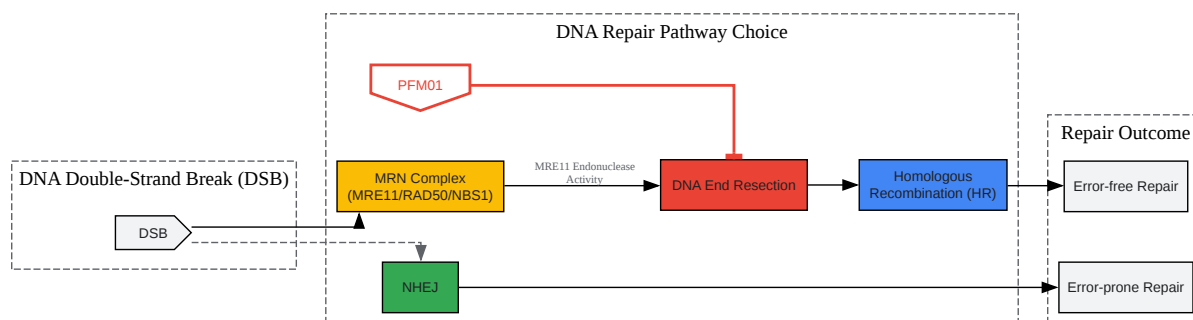 DNA Repair Pathway Choice
PFM01
Repair Outcome
DNA Double-Strand Break (DSB)
MRN Complex
(MRE11/RAD50/NBS1)
MRE11 Endonuclease
Activity
DNA End Resection
Homologous
Recombination (HR)
Error-free Repair
DSB
NHEJ
Error-prone Repair